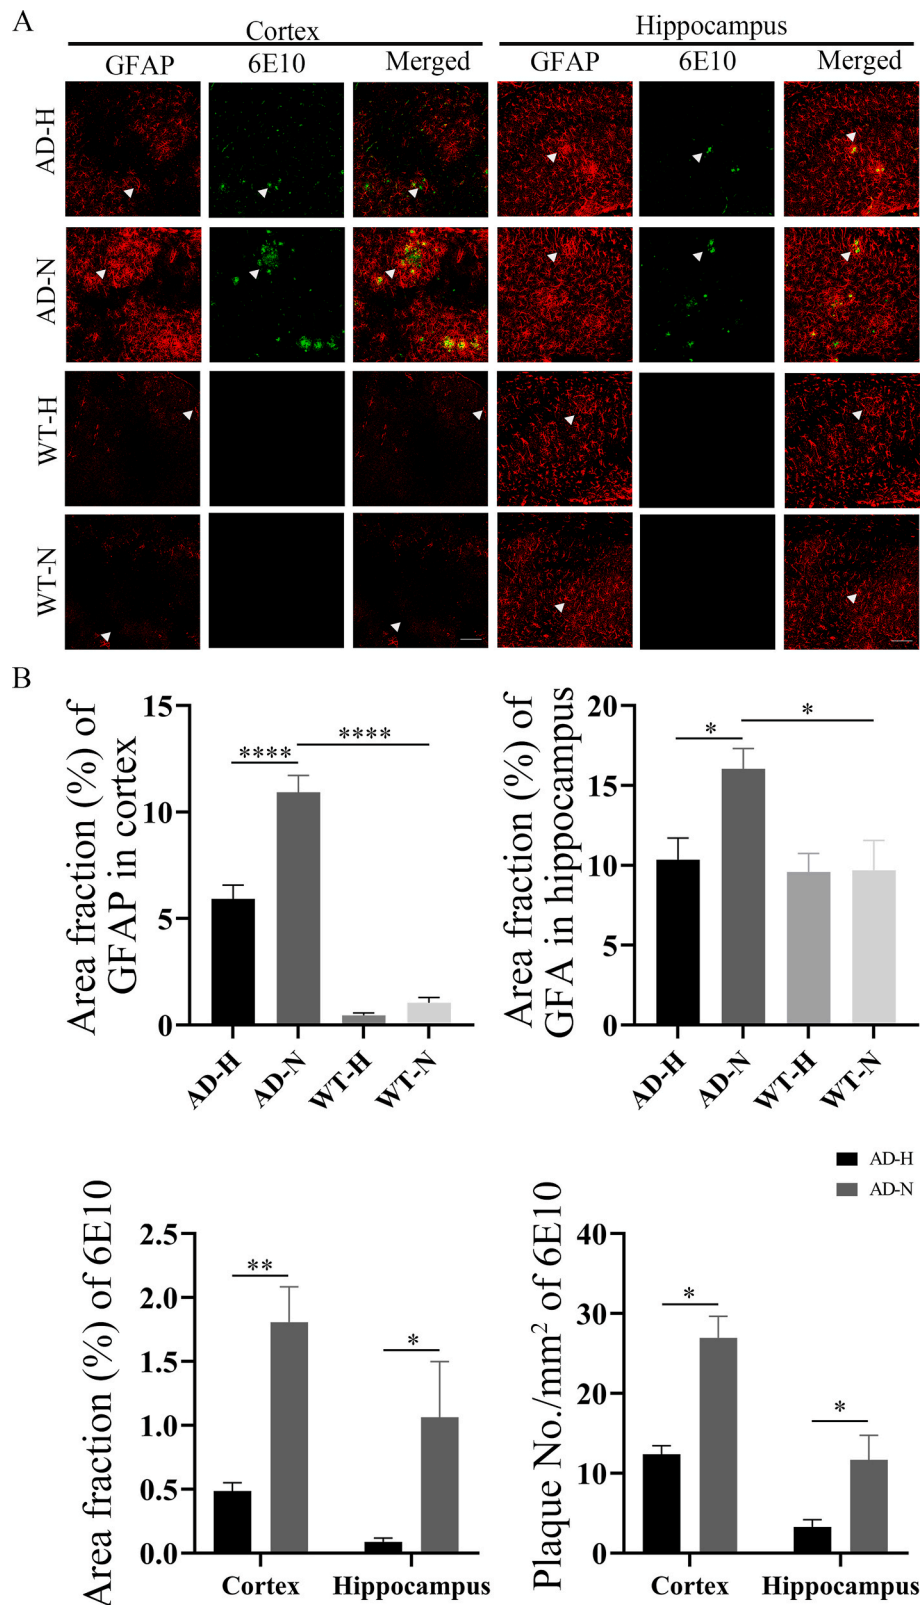 A
Cortex
Hippocampus
GFAP
6E10
Merged
GFAP
6E10
Merged
AD-H
AD-N
WT-H
WT-N
B
Area fraction (%) of
GFAP in cortex
15
10
5
0
****
****
AD-H
AD-N
WT-H
WT-N
Area fraction (%) of
GFA in hippocampus
20
15
10
5
0
*
*
AD-H
AD-N
WT-H
WT-N
Area fraction (%) of 6E10
2.5
2.0
1.5
1.0
0.5
0.0
**
*
Cortex
Hippocampus
AD-H
AD-N
Plaque No./mm² of 6E10
40
30
20
10
0
*
*
Cortex
Hippocampus